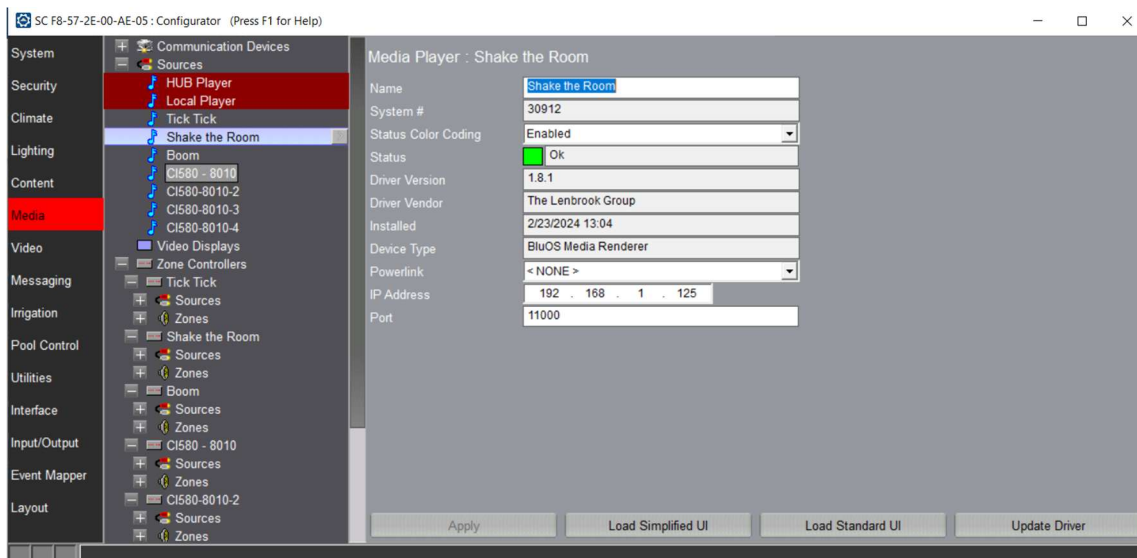 SC F8-57-2E-00-AE-05 : Configurator (Press F1 for Help)
System
Security
Climate
Lighting
Content
Media
Video
Messaging
Irrigation
Pool Control
Utilities
Interface
Input/Output
Event Mapper
Layout
Communication Devices
Sources
HUB Player
Local Player
Tick Tick
Shake the Room
Boom
CI580 - 8010
CI580-8010-2
CI580-8010-3
CI580-8010-4
Video Displays
Zone Controllers
Tick Tick
Sources
Zones
Shake the Room
Sources
Zones
Boom
Sources
Zones
CI580 - 8010
Sources
Zones
CI580-8010-2
Sources
Zones
Media Player : Shake the Room
Name Shake the Room
System # 30912
Status Color Coding Enabled
Status Ok
Driver Version 1.8.1
Driver Vendor The Lenbrook Group
Installed 2/23/2024 13:04
Device Type BluOS Media Renderer
Powerlink < NONE >
IP Address 192 . 168 . 1 . 125
Port 11000
Apply Load Simplified UI Load Standard UI Update Driver